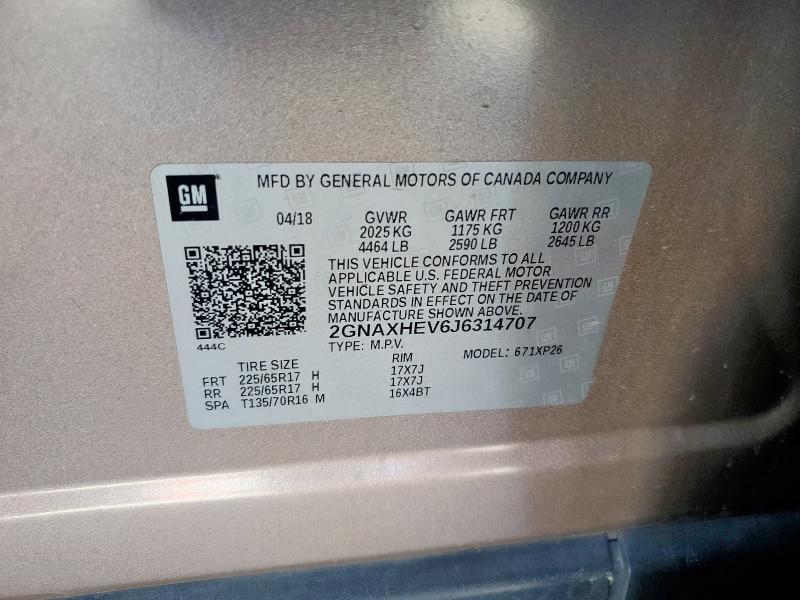 GM
MFD BY GENERAL MOTORS OF CANADA COMPANY
04/18 GVWR GAWR FRT GAWR RR
2025 KG 1175 KG 1200 KG
4464 LB 2590 LB 2645 LB
THIS VEHICLE CONFORMS TO ALL
APPLICABLE U.S. FEDERAL MOTOR
VEHICLE SAFETY AND THEFT PREVENTION
STANDARDS IN EFFECT ON THE DATE OF
MANUFACTURE SHOWN ABOVE.
2GNAXHEV6J6314707
444C
TYPE: M.P.V. MODEL: 671XP26
TIRE SIZE RIM
FRT 225/65R17 H 17X7J
RR 225/65R17 H 17X7J
SPA T135/70R16 M 16X4BT